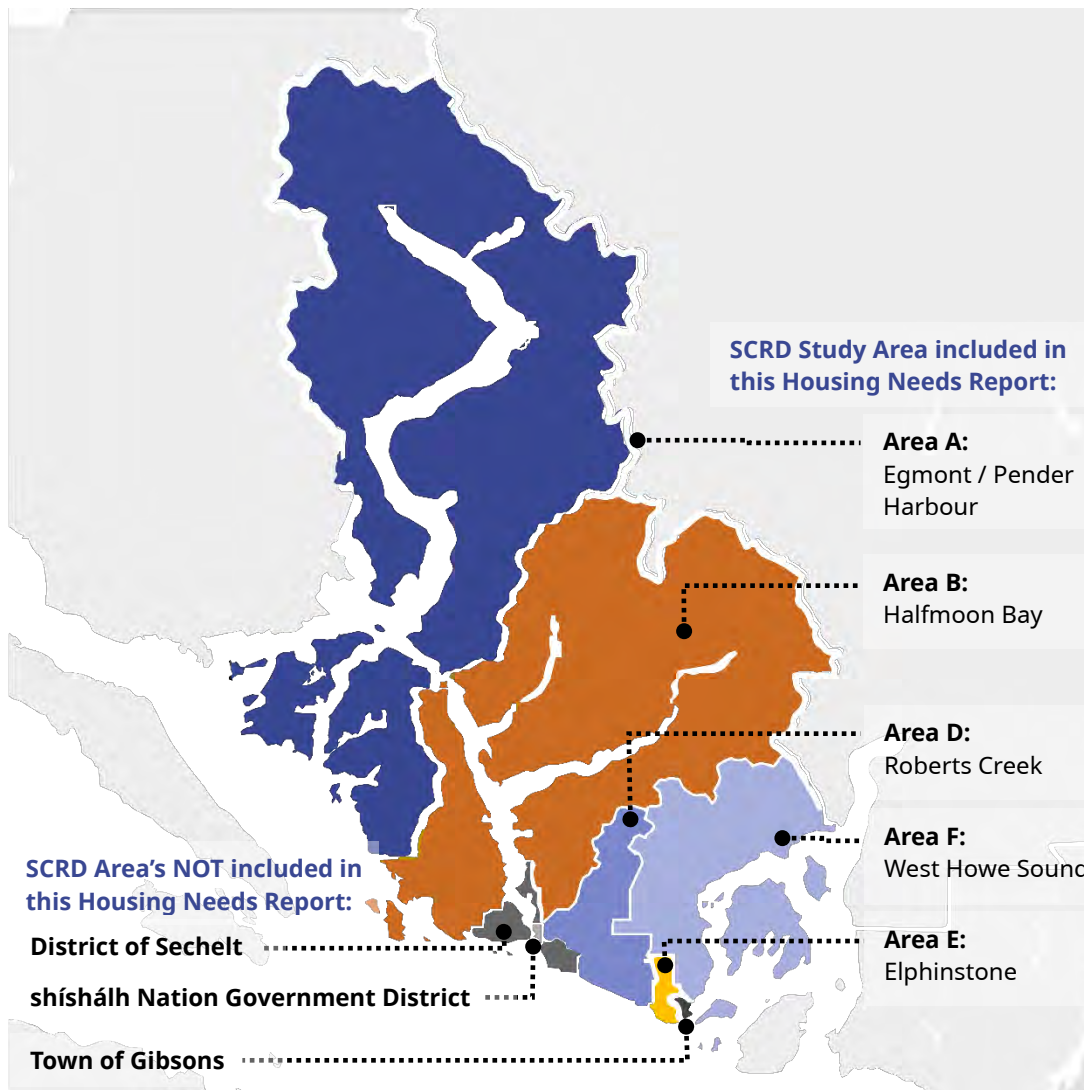 SCRD Study Area included in
this Housing Needs Report:
Area A:
Egmont / Pender
Harbour
Area B:
Halfmoon Bay
Area D:
Roberts Creek
Area F:
West Howe Sound
Area E:
Elphinstone
SCRD Area’s NOT included in
this Housing Needs Report:
District of Sechelt
shíshálh Nation Government District
Town of Gibsons